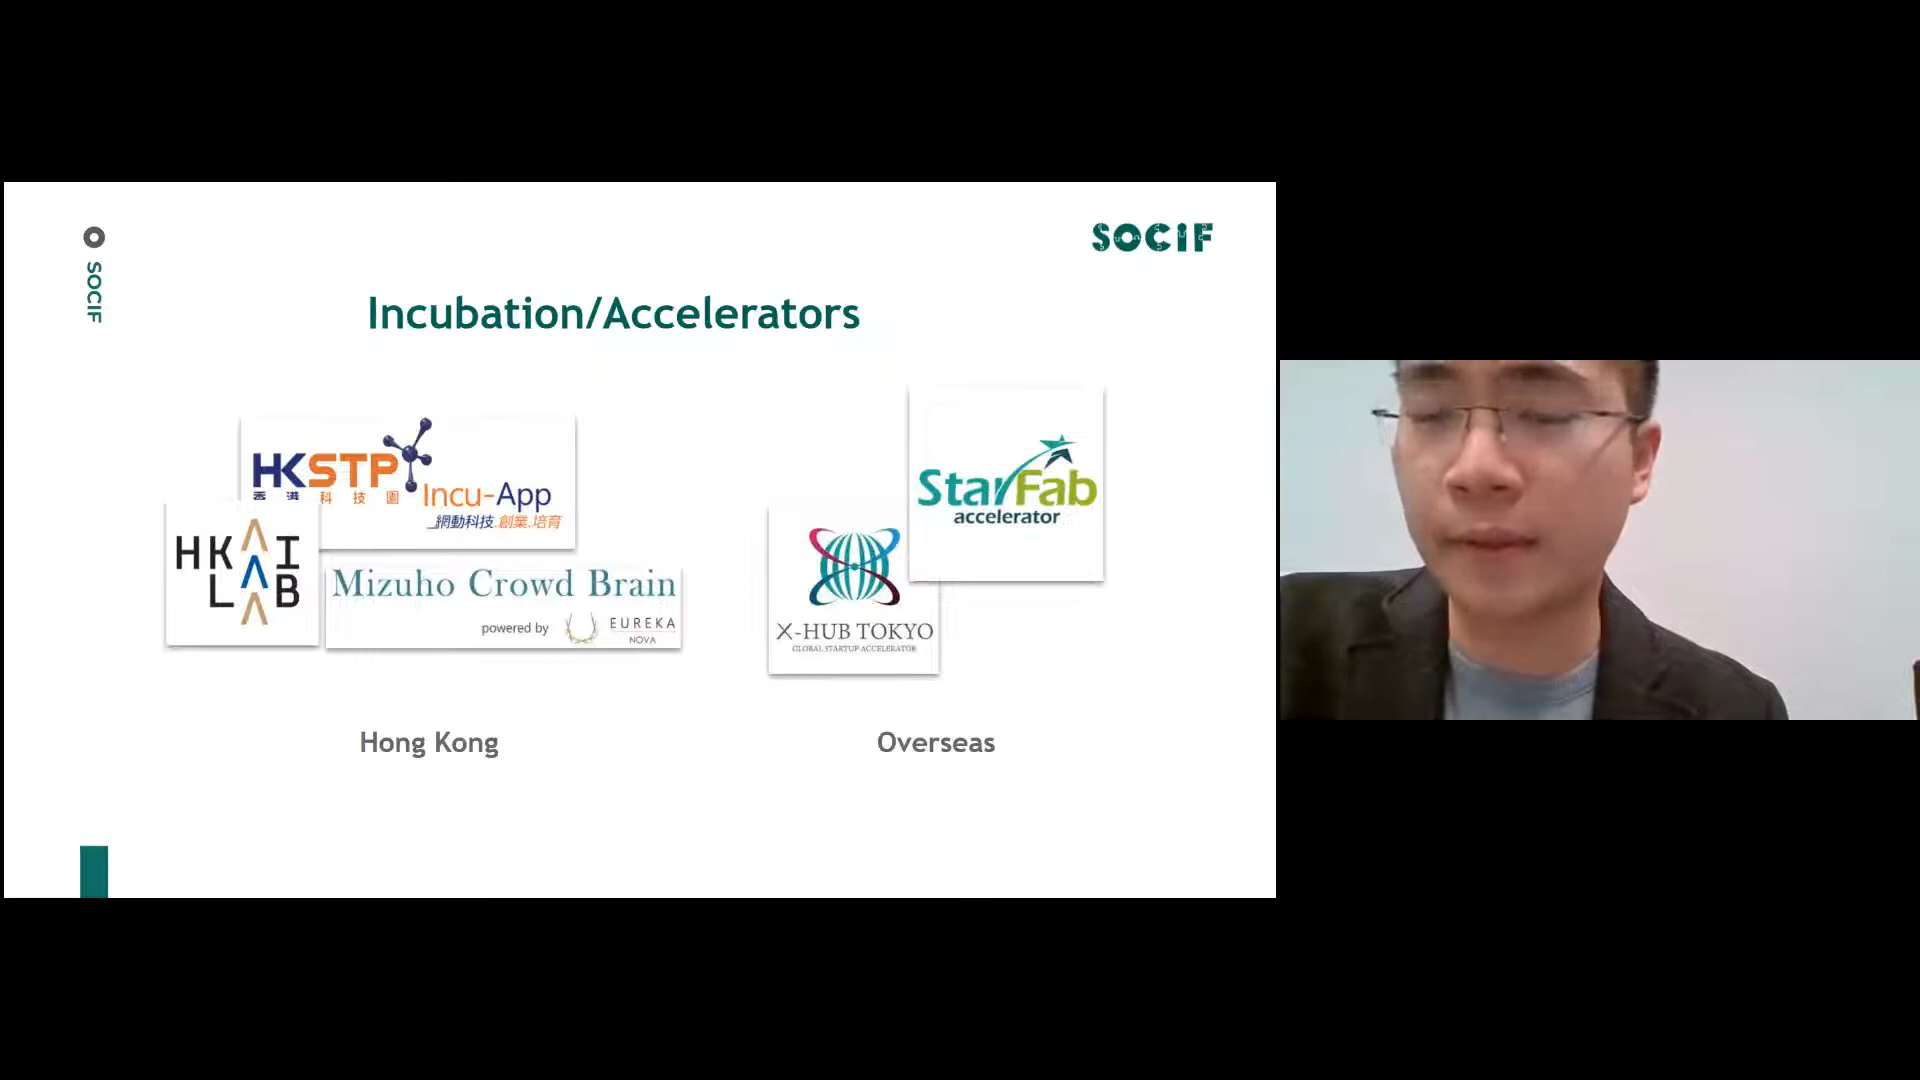 SOCIF
SOCIF
Incubation/Accelerators
HKSTP
香港科技園
Incu-App
網動科技.創業.培育
HKAI
LAB
Mizuho Crowd Brain
powered by
EUREKA
NOVA
StarFab
accelerator
X-HUB TOKYO
GLOBAL STARTUP ACCELERATOR
Hong Kong
Overseas